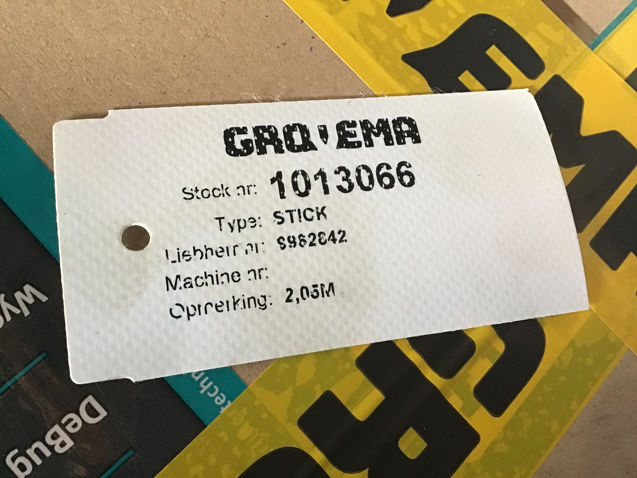 GROVEMA
Stock nr: 1013066
Type: STICK
Liebherr nr: 9982842
Machine nr:
Opmerking: 2,05M
DeBug